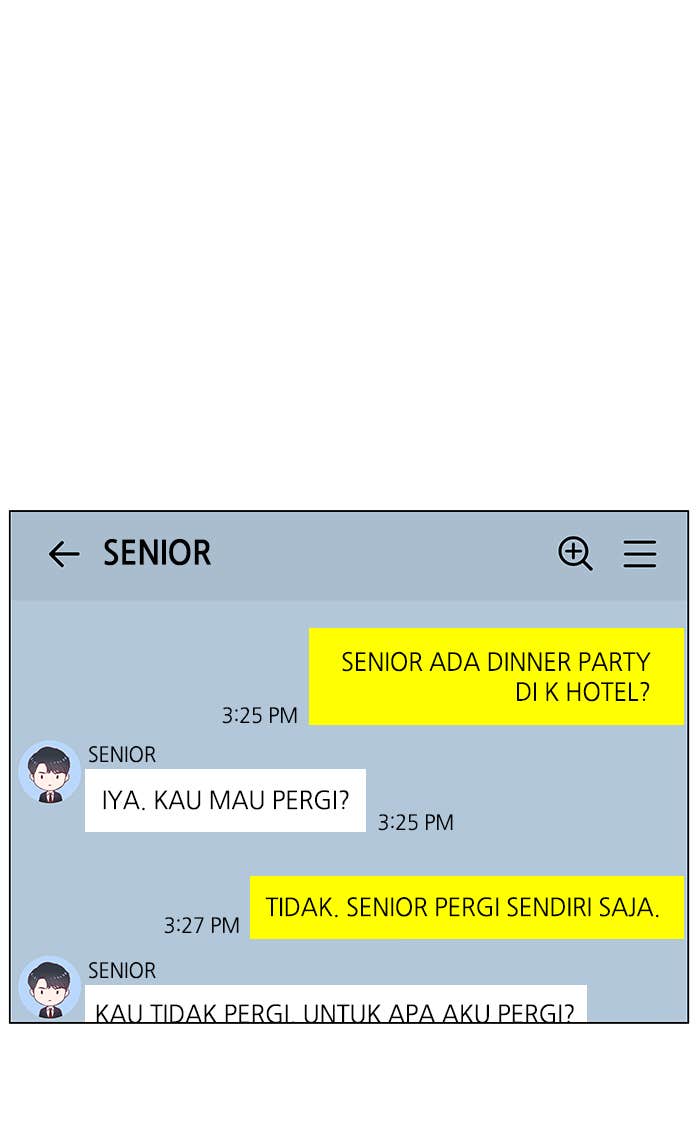 SENIOR
SENIOR ADA DINNER PARTY
DI K HOTEL?
3:25 PM
SENIOR
IYA. KAU MAU PERGI?
3:25 PM
TIDAK. SENIOR PERGI SENDIRI SAJA.
3:27 PM
SENIOR
KAU TIDAK PERGI. UNTUK APA AKU PERGI?